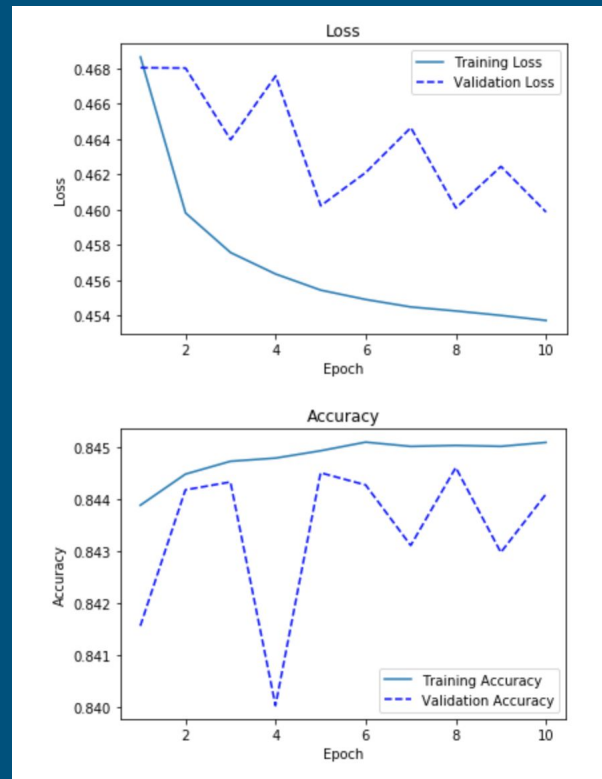 Loss
Training Loss
Validation Loss
0.468
0.466
0.464
0.462
0.460
0.458
0.456
0.454
Loss
2 4 6 8 10
Epoch
Accuracy
0.845
0.844
0.843
0.842
0.841
0.840
Accuracy
Training Accuracy
Validation Accuracy
2 4 6 8 10
Epoch